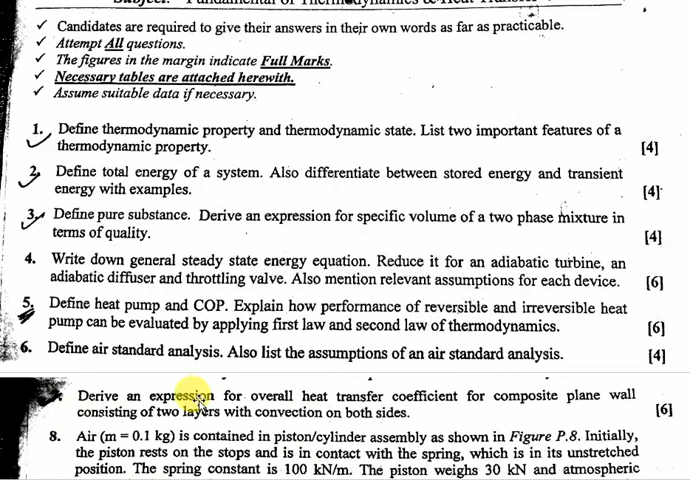 Subject: - Fundamental of Thermodynamics & Heat Transfer
✓ Candidates are required to give their answers in their own words as far as practicable.
✓ Attempt All questions.
✓ The figures in the margin indicate Full Marks.
✓ Necessary tables are attached herewith.
✓ Assume suitable data if necessary.
1. Define thermodynamic property and thermodynamic state. List two important features of a
thermodynamic property. [4]
2. Define total energy of a system. Also differentiate between stored energy and transient
energy with examples. [4]
3. Define pure substance. Derive an expression for specific volume of a two phase mixture in
terms of quality. [4]
4. Write down general steady state energy equation. Reduce it for an adiabatic turbine, an
adiabatic diffuser and throttling valve. Also mention relevant assumptions for each device. [6]
5. Define heat pump and COP. Explain how performance of reversible and irreversible heat
pump can be evaluated by applying first law and second law of thermodynamics. [6]
6. Define air standard analysis. Also list the assumptions of an air standard analysis. [4]
Derive an expression for overall heat transfer coefficient for composite plane wall
consisting of two layers with convection on both sides. [6]
8. Air (m = 0.1 kg) is contained in piston/cylinder assembly as shown in Figure P.8. Initially,
the piston rests on the stops and is in contact with the spring, which is in its unstretched
position. The spring constant is 100 kN/m. The piston weighs 30 kN and atmospheric